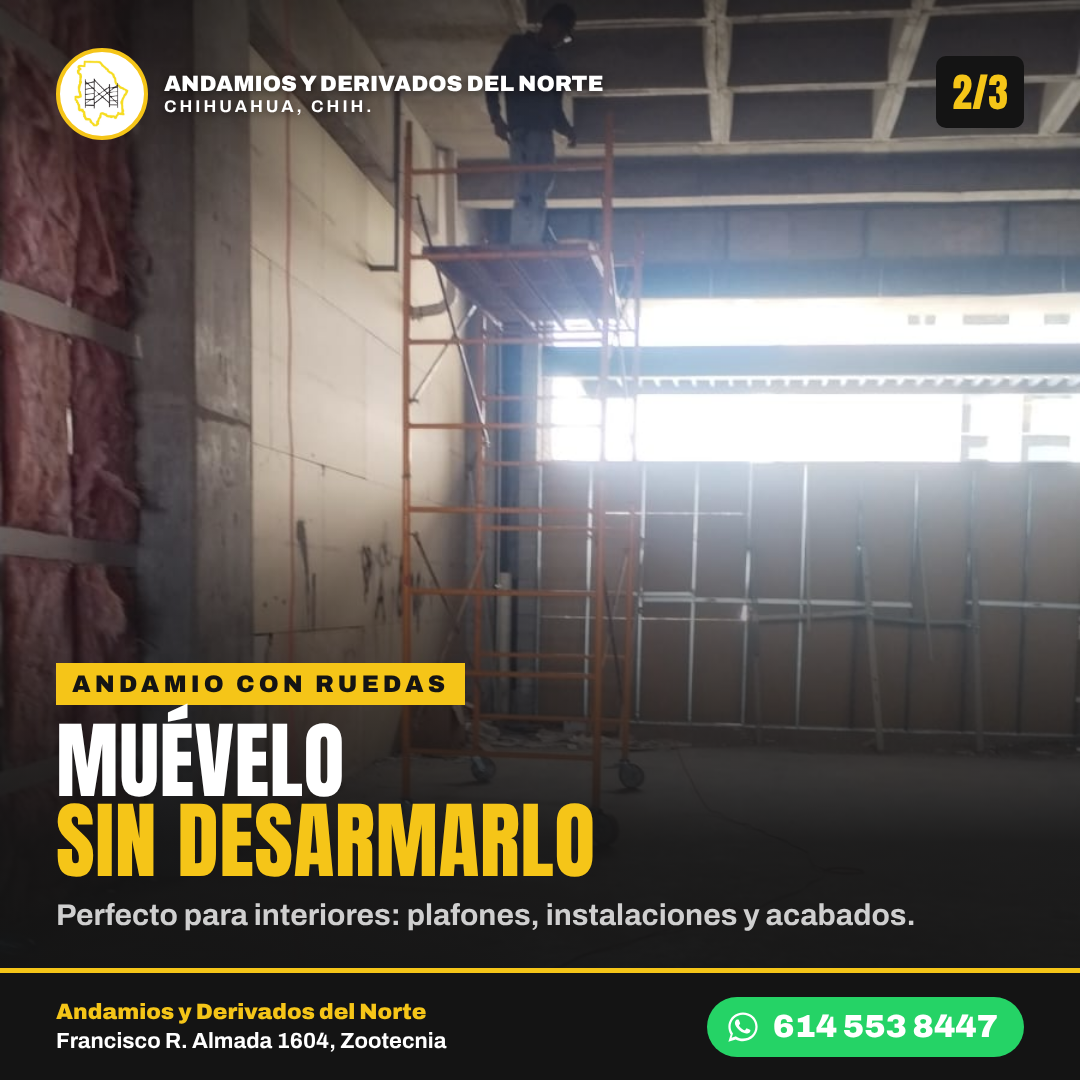 ANDAMIOS Y DERIVADOS DEL NORTE
CHIHUAHUA, CHIH.
2/3
ANDAMIO CON RUEDAS
MUÉVELO
SIN DESARMARLO
Perfecto para interiores: plafones, instalaciones y acabados.
Andamios y Derivados del Norte
Francisco R. Almada 1604, Zootecnia
614 553 8447